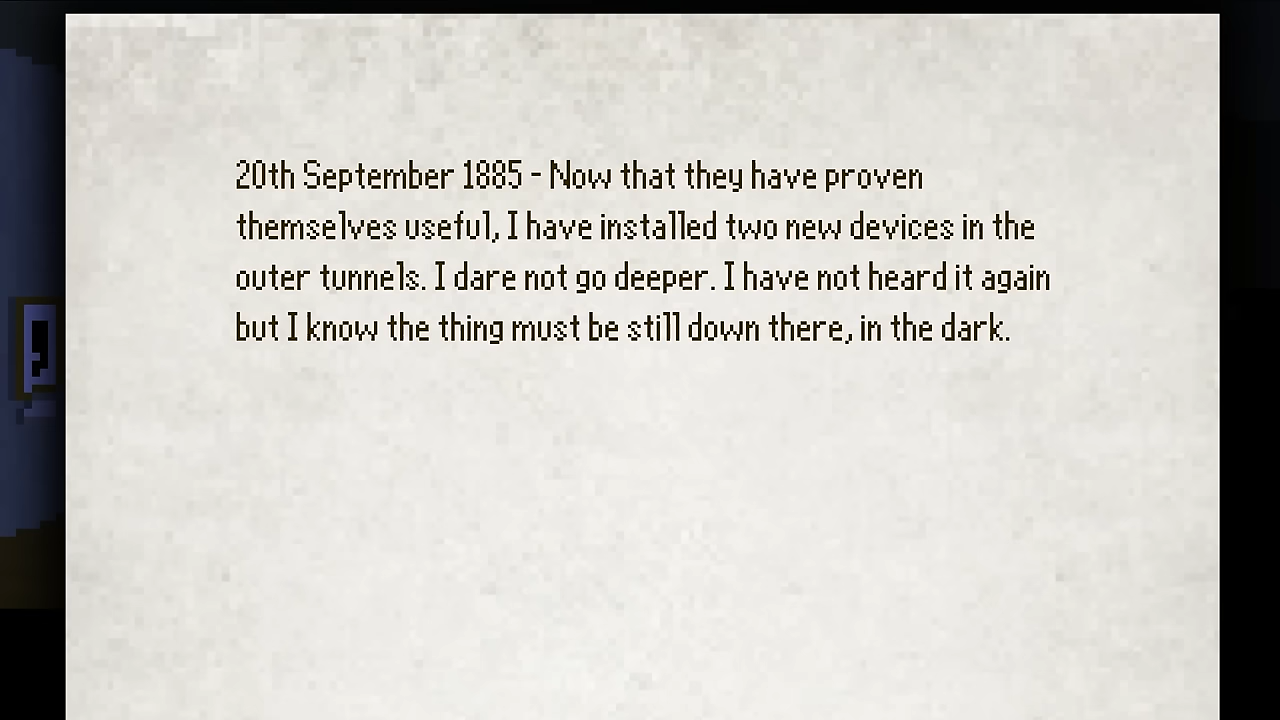 20th September 1885 - Now that they have proven
themselves useful, I have installed two new devices in the
outer tunnels. I dare not go deeper. I have not heard it again
but I know the thing must be still down there, in the dark.